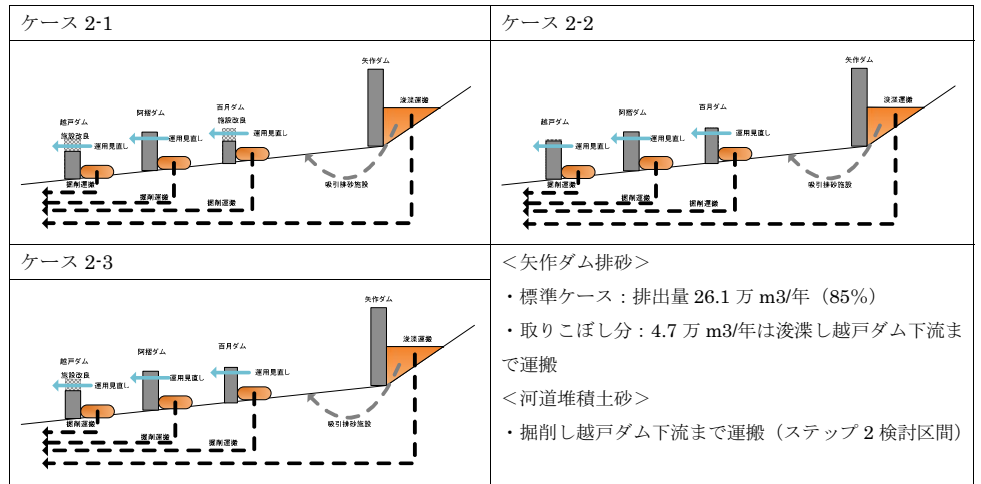 ケース 2-1
矢作ダム
浚渫運搬
百月ダム
阿摺ダム
施設改良
越戸ダム
運用見直し
施設改良
運用見直し
運用見直し
掘削運搬
吸引排砂施設
掘削運搬
掘削運搬
ケース 2-2
矢作ダム
浚渫運搬
百月ダム
阿摺ダム
越戸ダム
運用見直し
運用見直し
運用見直し
掘削運搬
吸引排砂施設
掘削運搬
掘削運搬
ケース 2-3
矢作ダム
浚渫運搬
百月ダム
阿摺ダム
越戸ダム
施設改良
運用見直し
運用見直し
運用見直し
掘削運搬
吸引排砂施設
掘削運搬
掘削運搬
＜矢作ダム排砂＞
・標準ケース：排出量 26.1 万 m3/年（85％）
・取りこぼし分：4.7 万 m3/年は浚渫し越戸ダム下流ま
で運搬
＜河道堆積土砂＞
・掘削し越戸ダム下流まで運搬（ステップ 2 検討区間）